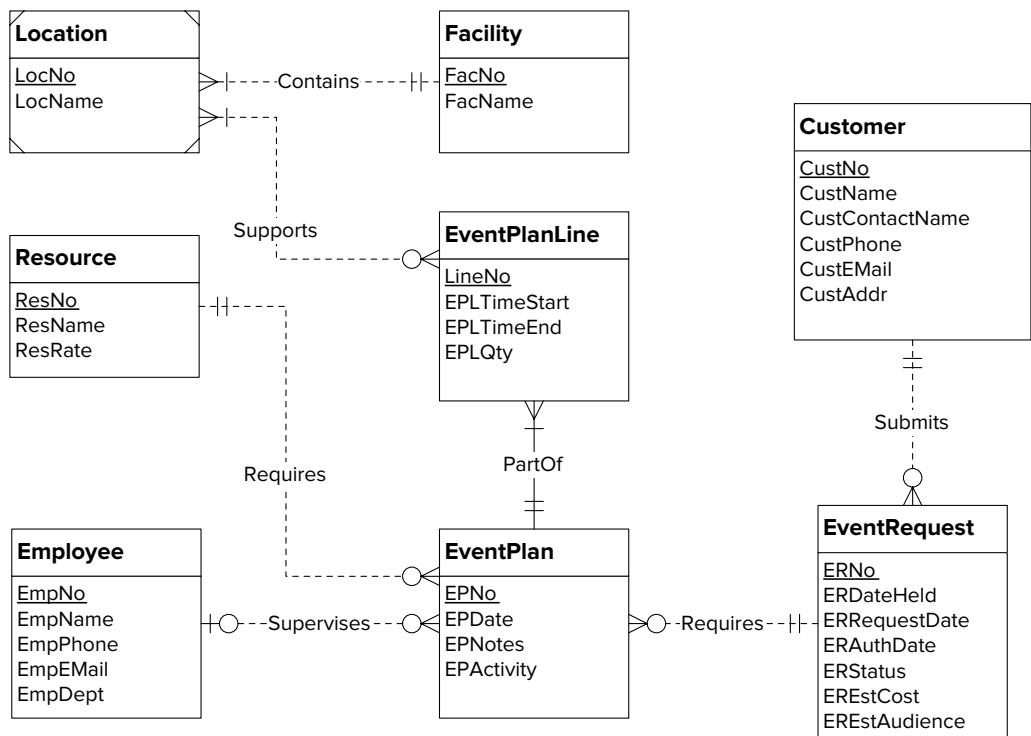 Location
LocNo
LocName
Contains
Facility
FacNo
FacName
Customer
CustNo
CustName
CustContactName
CustPhone
CustEMail
CustAddr
Supports
EventPlanLine
LineNo
EPLTimeStart
EPLTimeEnd
EPLQty
Resource
ResNo
ResName
ResRate
Submits
PartOf
Requires
Employee
EmpNo
EmpName
EmpPhone
EmpEMail
EmpDept
Supervises
EventPlan
EPNo
EPDate
EPNotes
EPActivity
Requires
EventRequest
ERNo
ERDateHeld
ERRequestDate
ERAuthDate
ERStatus
EREstCost
EREstAudience